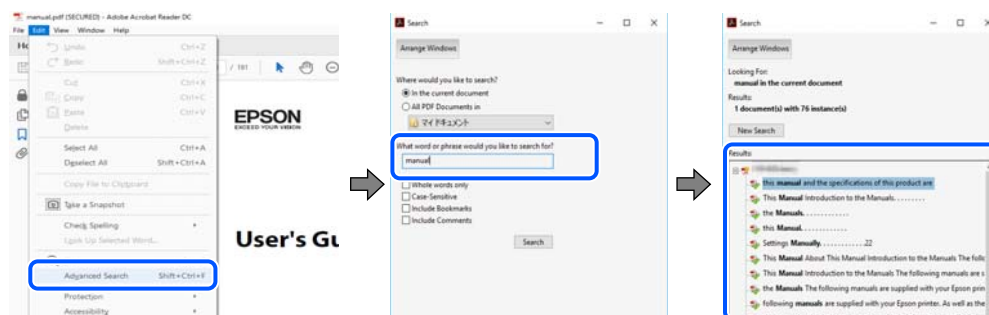 manual.pdf (SECURED) - Adobe Acrobat Reader DC
File Edit View Window Help
Undo Ctrl+Z
Redo Shift+Ctrl+Z
Cut Ctrl+X
Copy Ctrl+C
Paste Ctrl+V
Delete
Select All Ctrl+A
Deselect All Shift+Ctrl+A
Copy File to Clipboard
Take a Snapshot
Check Spelling
Look Up Selected Word...
Advanced Search Shift+Ctrl+F
Protection
Accessibility
/ 181
EPSON
EXCEED YOUR VISION
User's Gu
Search
Arrange Windows
Where would you like to search?
In the current document
All PDF Documents in
マイ ドキュメント
What word or phrase would you like to search for?
manual
Whole words only
Case-Sensitive
Include Bookmarks
Include Comments
Search
Search
Arrange Windows
Looking For:
manual in the current document
Results:
1 document(s) with 76 instance(s)
New Search
Results:
this manual and the specifications of this product are
This Manual Introduction to the Manuals. . . . . . . . .
the Manuals. . . . . . . . . . . .
this Manual. . . . . . . . . . . .
Settings Manually. . . . . . . . . . . . 22
This Manual About This Manual Introduction to the Manuals The follo
This Manual Introduction to the Manuals The following manuals are s
the Manuals The following manuals are supplied with your Epson prin
following manuals are supplied with your Epson printer. As well as the